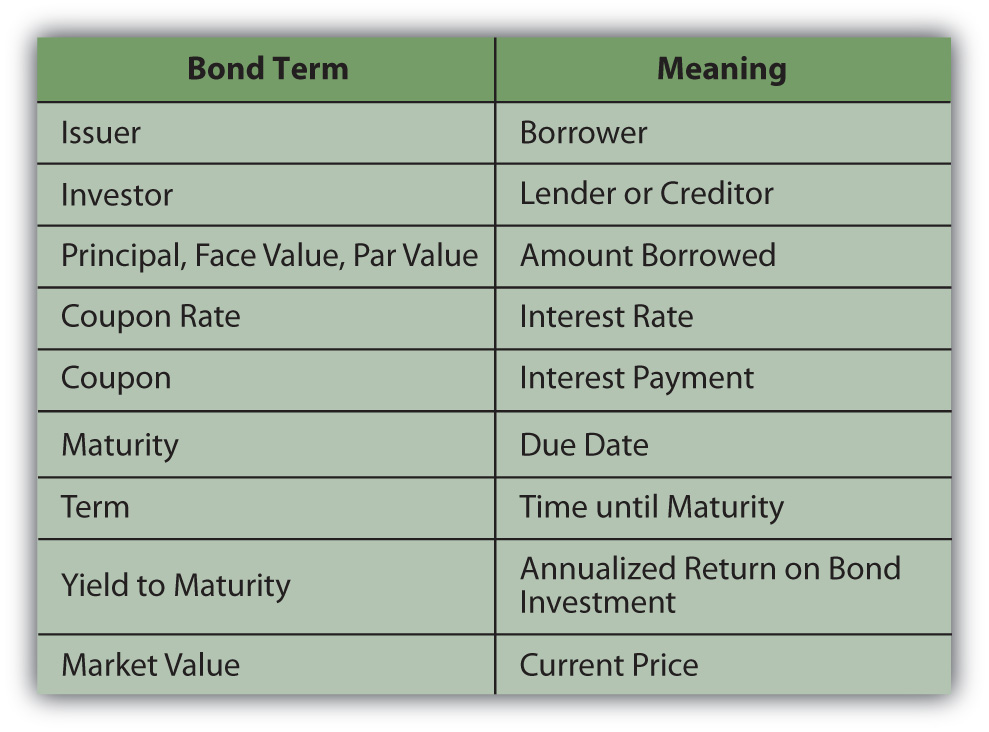 Bond Term Meaning
Issuer Borrower
Investor Lender or Creditor
Principal, Face Value, Par Value Amount Borrowed
Coupon Rate Interest Rate
Coupon Interest Payment
Maturity Due Date
Term Time until Maturity
Yield to Maturity Annualized Return on Bond
Investment
Market Value Current Price